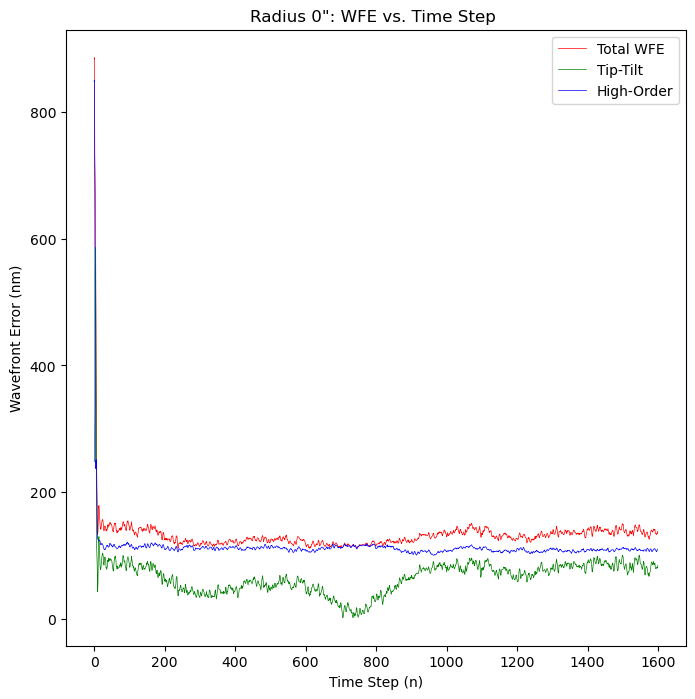 Radius 0": WFE vs. Time Step
Total WFE
Tip-Tilt
High-Order
Wavefront Error (nm)
800
600
400
200
0
0 200 400 600 800 1000 1200 1400 1600
Time Step (n)